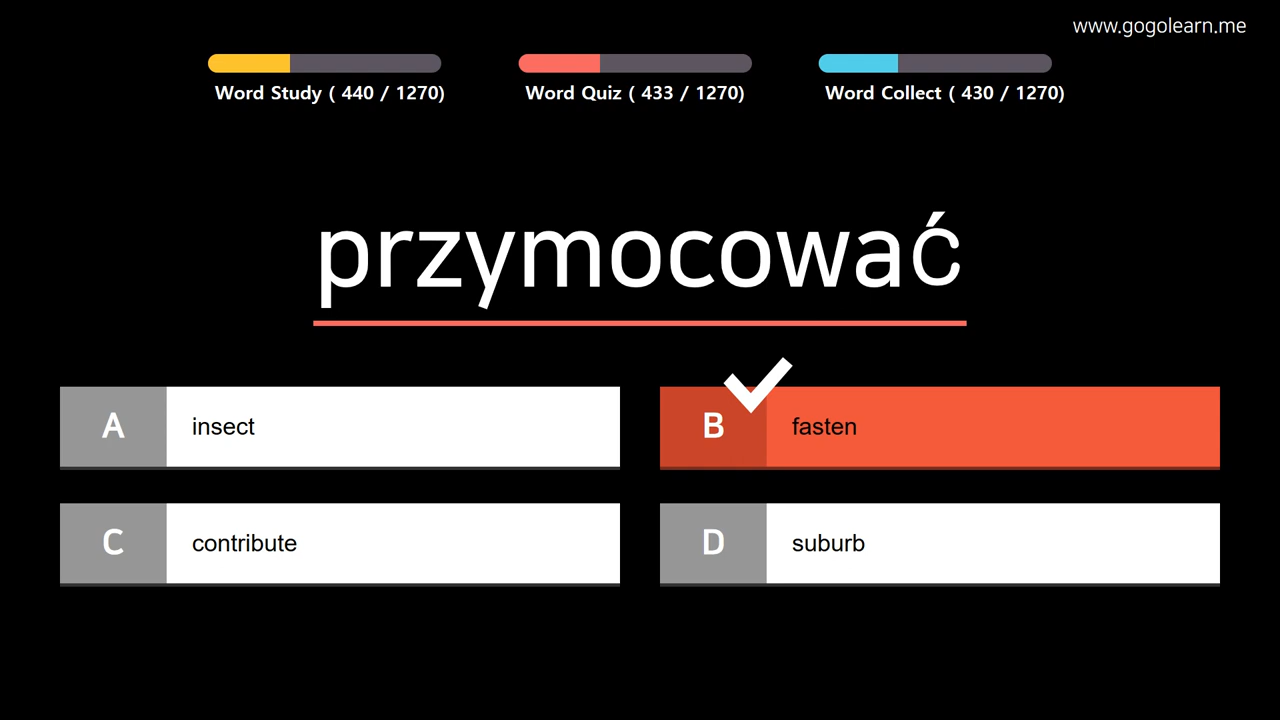 www.gogolearn.me
Word Study ( 440 / 1270)
Word Quiz ( 433 / 1270)
Word Collect ( 430 / 1270)
przymocować
A insect
B fasten
C contribute
D suburb